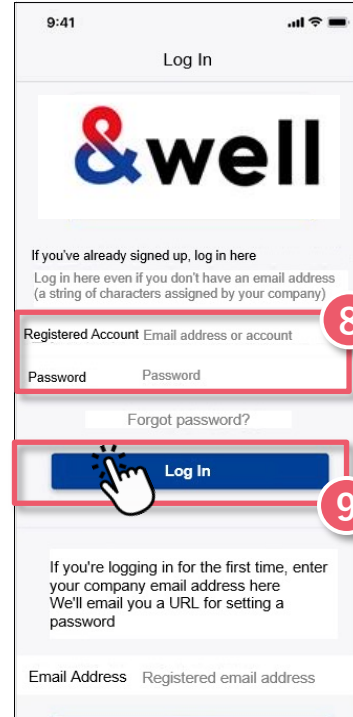 9:41
Log In
&well
If you've already signed up, log in here
Log in here even if you don't have an email address
(a string of characters assigned by your company)
8
Registered Account Email address or account
Password Password
Forgot password?
Log In
9
If you're logging in for the first time, enter
your company email address here
We'll email you a URL for setting a
password
Email Address Registered email address